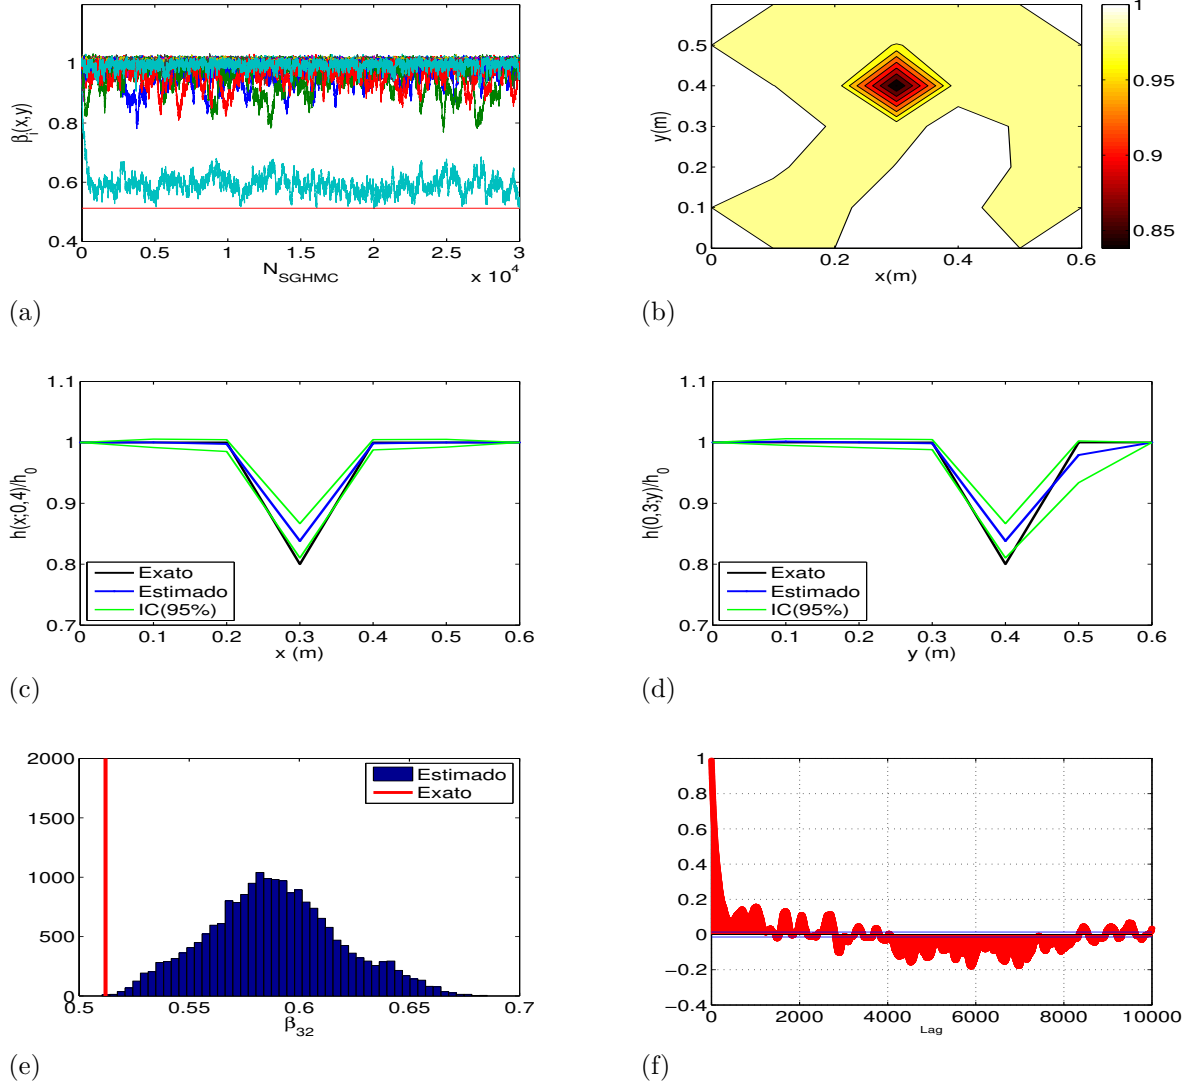 1
0.8
0.6
0.4
0
0.5
1
1.5
2
2.5
3
x 10^4
N_SGHMC
β_i(x,y)
(a)
0.5
0.4
0.3
0.2
0.1
0
0
0.2
0.4
0.6
x(m)
y(m)
1
0.95
0.9
0.85
(b)
1.1
1
0.9
0.8
0.7
0
0.1
0.2
0.3
0.4
0.5
0.6
x (m)
h(x;0,4)/h_0
Exato
Estimado
IC(95%)
(c)
1.1
1
0.9
0.8
0.7
0
0.1
0.2
0.3
0.4
0.5
0.6
y (m)
h(0,3;y)/h_0
Exato
Estimado
IC(95%)
(d)
2000
1500
1000
500
0
0.5
0.55
0.6
0.65
0.7
β_32
Estimado
Exato
(e)
1
0.8
0.6
0.4
0.2
0
−0.2
−0.4
0
2000
4000
6000
8000
10000
Lag
(f)